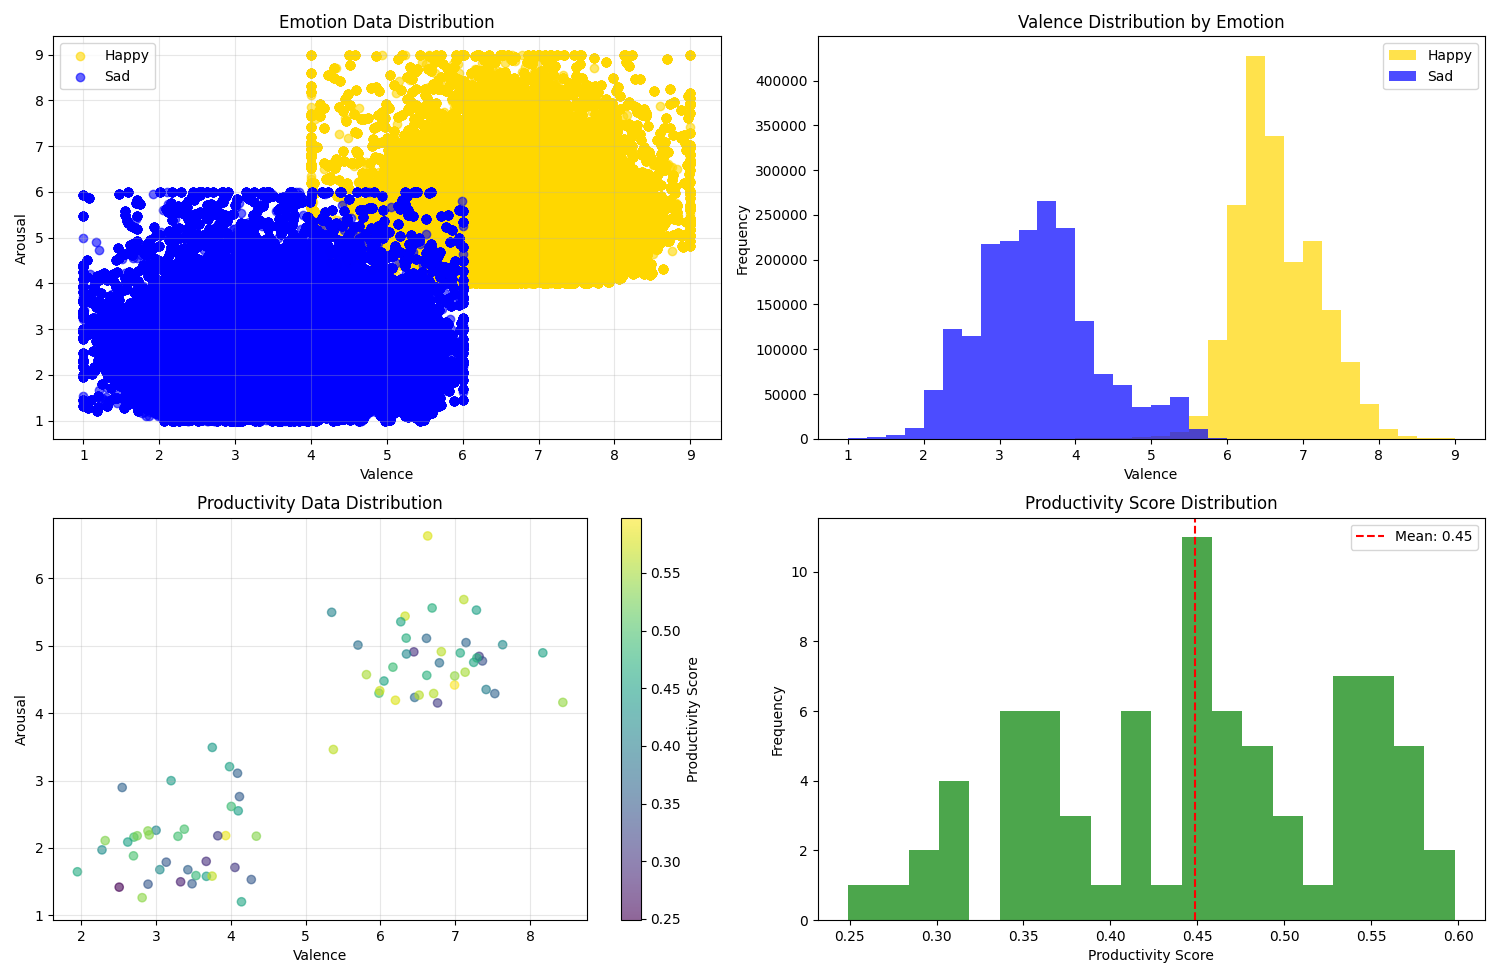 Emotion Data Distribution
Happy
Sad
9
8
7
6
5
4
3
2
1
Arousal
1 2 3 4 5 6 7 8 9
Valence
Valence Distribution by Emotion
Happy
Sad
400000
350000
300000
250000
200000
150000
100000
50000
0
Frequency
1 2 3 4 5 6 7 8 9
Valence
Productivity Data Distribution
6
5
4
3
2
1
Arousal
2 3 4 5 6 7 8
Valence
0.55
0.50
0.45
0.40
0.35
0.30
0.25
Productivity Score
Productivity Score Distribution
Mean: 0.45
10
8
6
4
2
0
Frequency
0.25 0.30 0.35 0.40 0.45 0.50 0.55 0.60
Productivity Score